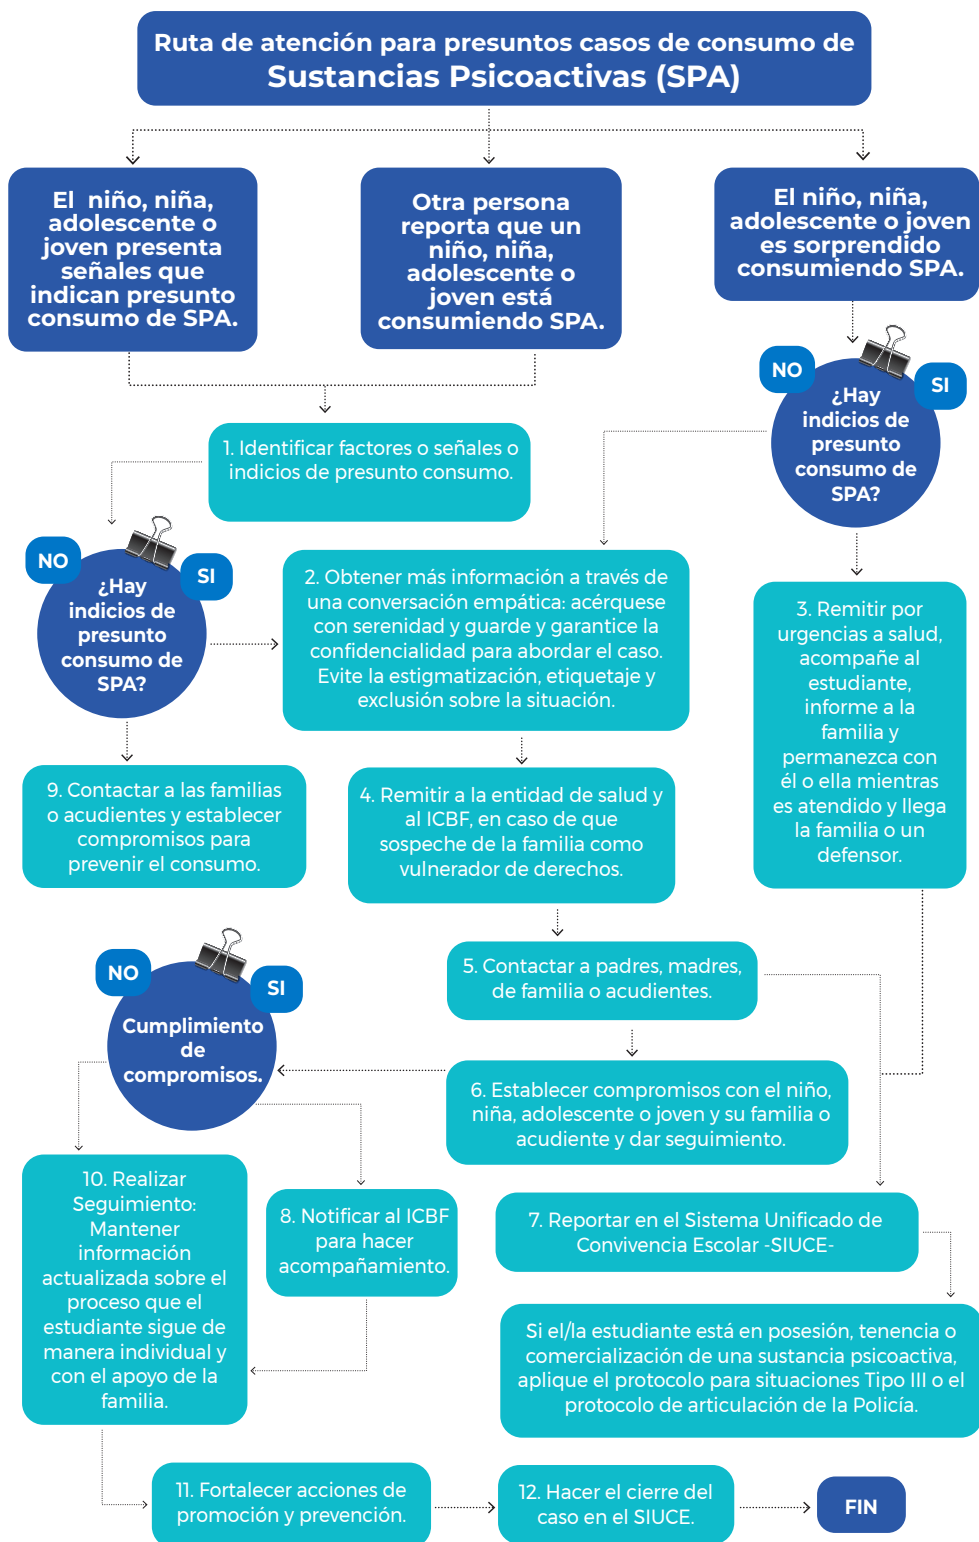 Ruta de atención para presuntos casos de consumo de
Sustancias Psicoactivas (SPA)
El niño, niña,
adolescente o
joven presenta
señales que
indican presunto
consumo de SPA.
Otra persona
reporta que un
niño, niña,
adolescente o
joven está
consumiendo SPA.
El niño, niña,
adolescente o joven
es sorprendido
consumiendo SPA.
NO
SI
¿Hay
indicios de
presunto
consumo de
SPA?
1. Identificar factores o señales o
indicios de presunto consumo.
NO
SI
¿Hay
indicios de
presunto
consumo de
SPA?
2. Obtener más información a través de
una conversación empática: acérquese
con serenidad y guarde y garantice la
confidencialidad para abordar el caso.
Evite la estigmatización, etiquetaje y
exclusión sobre la situación.
3. Remitir por
urgencias a salud,
acompañe al
estudiante,
informe a la
familia y
permanezca con
él o ella mientras
es atendido y llega
la familia o un
defensor.
9. Contactar a las familias
o acudientes y establecer
compromisos para
prevenir el consumo.
4. Remitir a la entidad de salud y
al ICBF, en caso de que
sospeche de la familia como
vulnerador de derechos.
NO
SI
Cumplimiento
de
compromisos.
5. Contactar a padres, madres,
de familia o acudientes.
6. Establecer compromisos con el niño,
niña, adolescente o joven y su familia o
acudiente y dar seguimiento.
10. Realizar
Seguimiento:
Mantener
información
actualizada sobre el
proceso que el
estudiante sigue de
manera individual y
con el apoyo de la
familia.
8. Notificar al ICBF
para hacer
acompañamiento.
7. Reportar en el Sistema Unificado de
Convivencia Escolar -SIUCE-
Si el/la estudiante está en posesión, tenencia o
comercialización de una sustancia psicoactiva,
aplique el protocolo para situaciones Tipo III o el
protocolo de articulación de la Policía.
11. Fortalecer acciones de
promoción y prevención.
12. Hacer el cierre del
caso en el SIUCE.
FIN